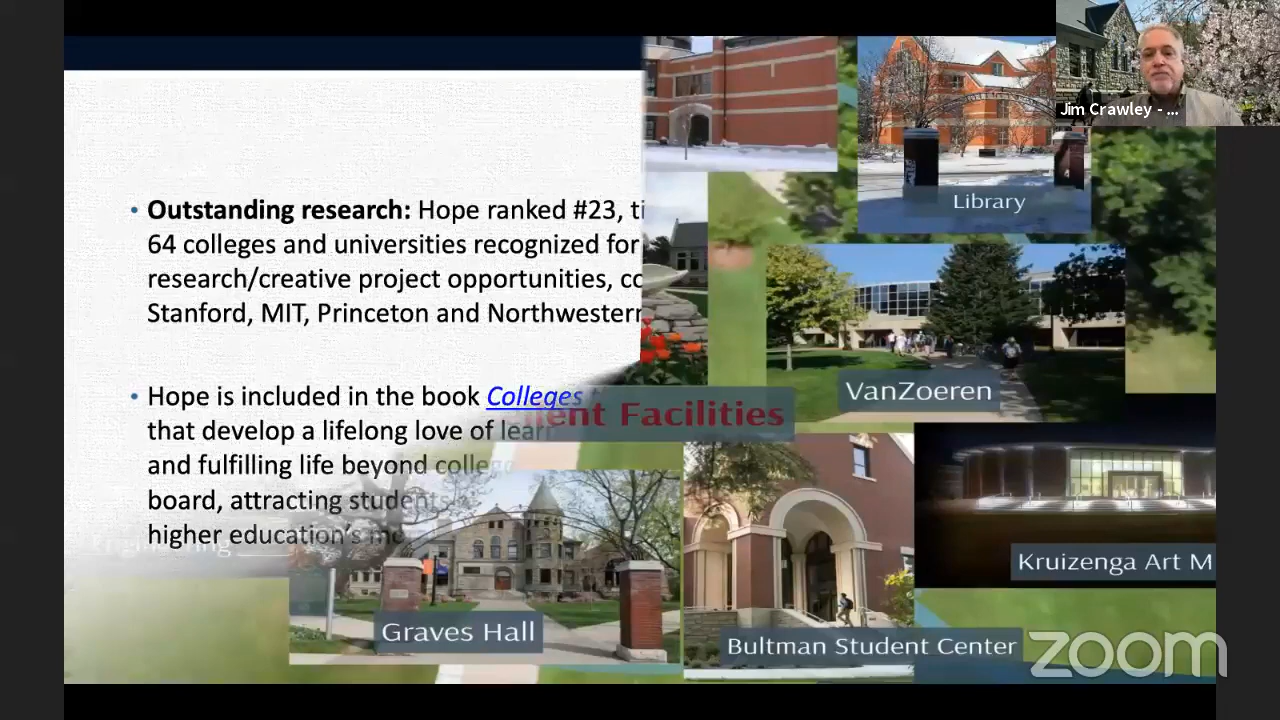 Jim Crawley - ...
• Outstanding research: Hope ranked #23, ti
64 colleges and universities recognized for
research/creative project opportunities, co
Stanford, MIT, Princeton and Northwestern
Library
VanZoeren
• Hope is included in the book Colleges
that develop a lifelong love of lear
and fulfilling life beyond colleg
board, attracting students
higher education's mo
ent Facilities
Engineering
Kruizenga Art M
Graves Hall
Bultman Student Center
zoom